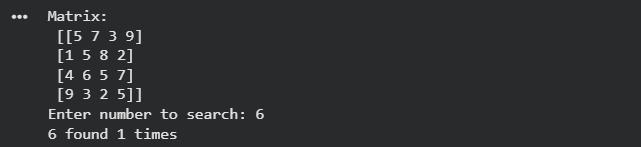 ••• Matrix:
[[5 7 3 9]
[1 5 8 2]
[4 6 5 7]
[9 3 2 5]]
Enter number to search: 6
6 found 1 times